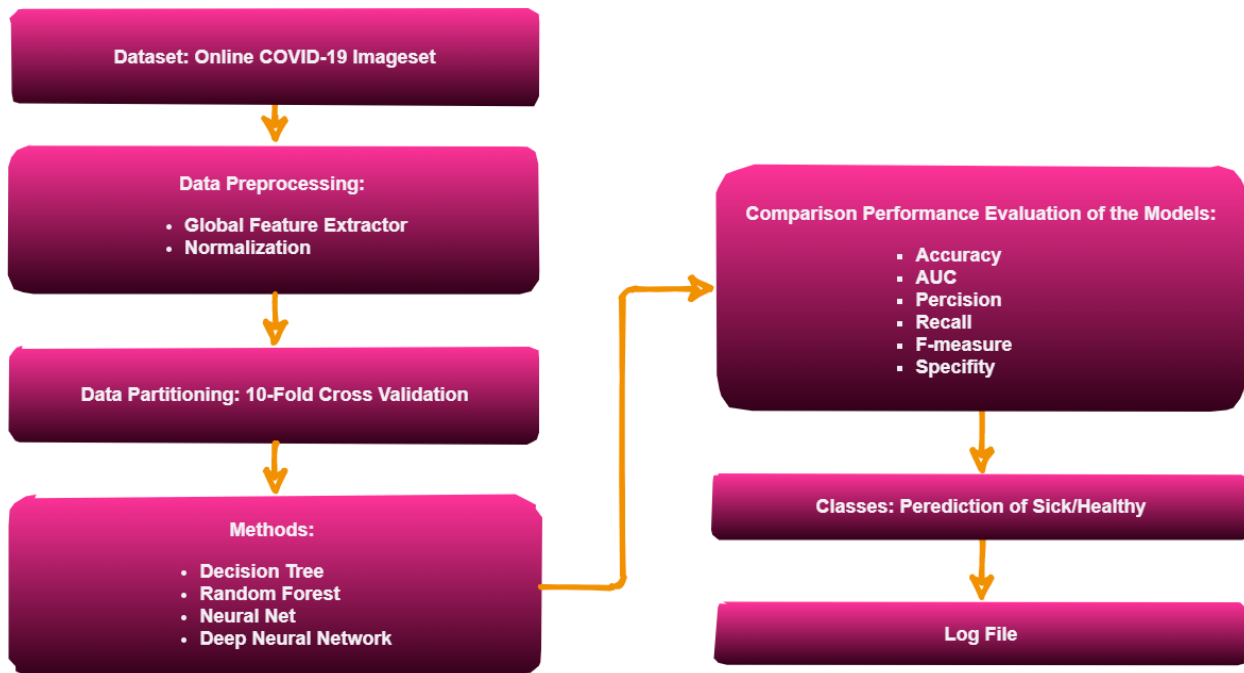 Dataset: Online COVID-19 Imageset
Data Preprocessing:
• Global Feature Extractor
• Normalization
Data Partitioning: 10-Fold Cross Validation
Methods:
• Decision Tree
• Random Forest
• Neural Net
• Deep Neural Network
Comparison Performance Evaluation of the Models:
▪ Accuracy
▪ AUC
▪ Percision
▪ Recall
▪ F-measure
▪ Specifity
Classes: Perediction of Sick/Healthy
Log File